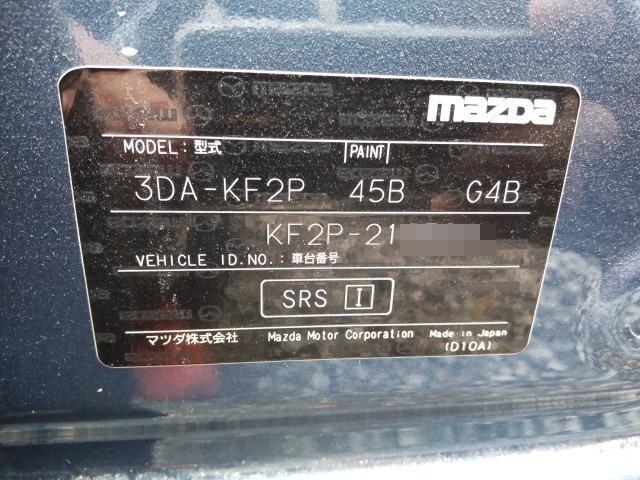 mazda
MODEL: 型式 PAINT
3DA-KF2P 45B G4B
KF2P-21
VEHICLE ID.NO.: 車台番号
SRS I
マツダ株式会社 Mazda Motor Corporation Made in Japan
(D10A)